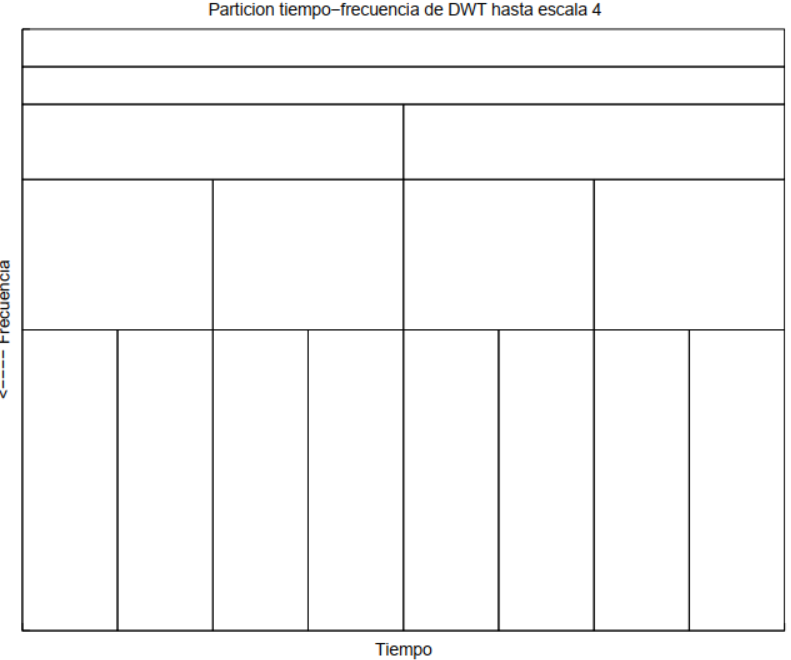 Particion tiempo−frecuencia de DWT hasta escala 4
<−−−− Frecuencia
Tiempo